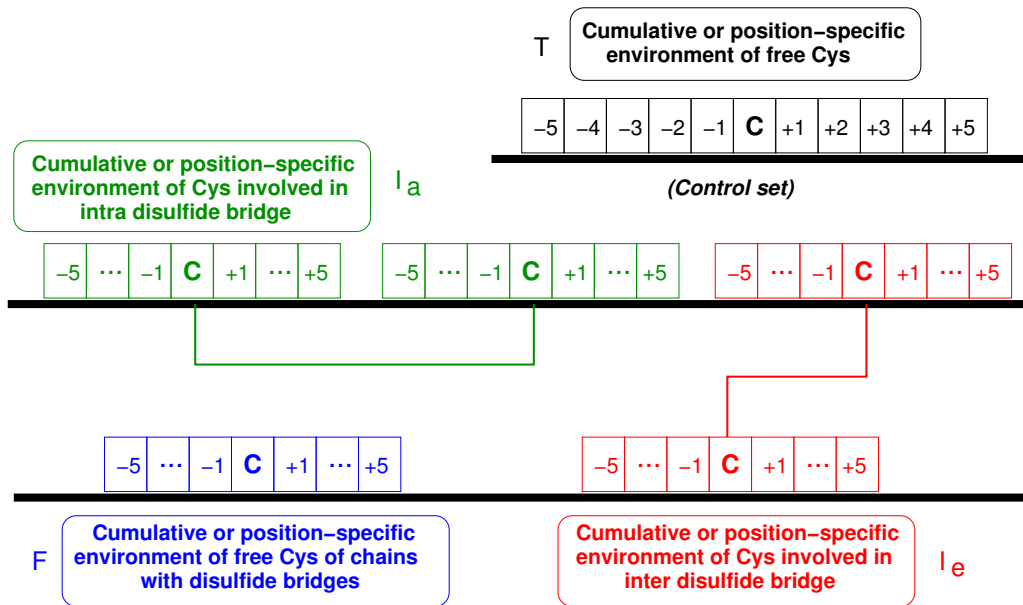 T
Cumulative or position−specific
environment of free Cys
−5 −4 −3 −2 −1 C +1 +2 +3 +4 +5
(Control set)
Cumulative or position−specific
environment of Cys involved in
intra disulfide bridge
I a
−5 ... −1 C +1 ... +5
−5 ... −1 C +1 ... +5
−5 ... −1 C +1 ... +5
−5 ... −1 C +1 ... +5
−5 ... −1 C +1 ... +5
F
Cumulative or position−specific
environment of free Cys of chains
with disulfide bridges
Cumulative or position−specific
environment of Cys involved in
inter disulfide bridge
I e